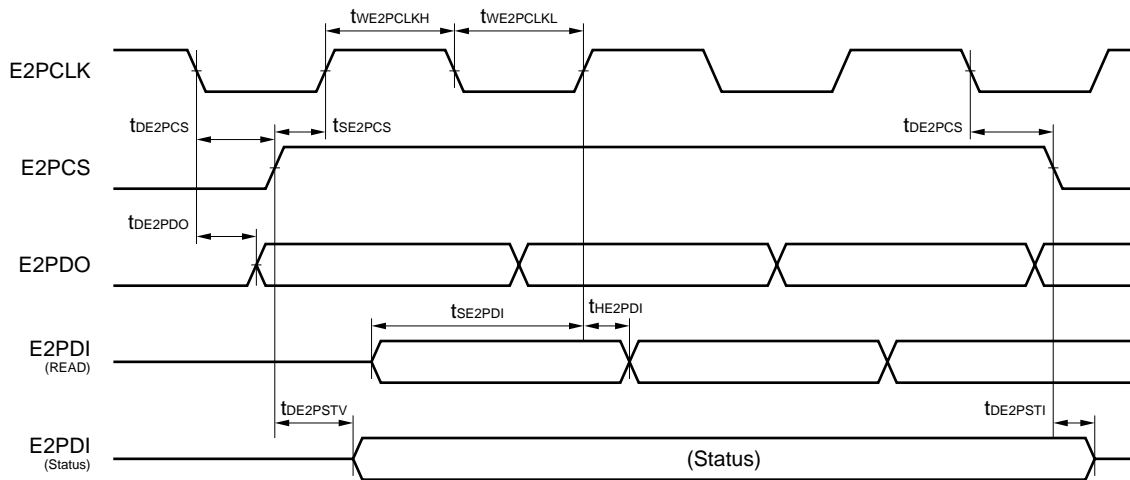 tWE2PCLKH
tWE2PCLKL
E2PCLK
tDE2PCS
tSE2PCS
tDE2PCS
E2PCS
tDE2PDO
E2PDO
tSE2PDI
tHE2PDI
E2PDI
(READ)
tDE2PSTV
tDE2PSTI
E2PDI
(Status)
(Status)